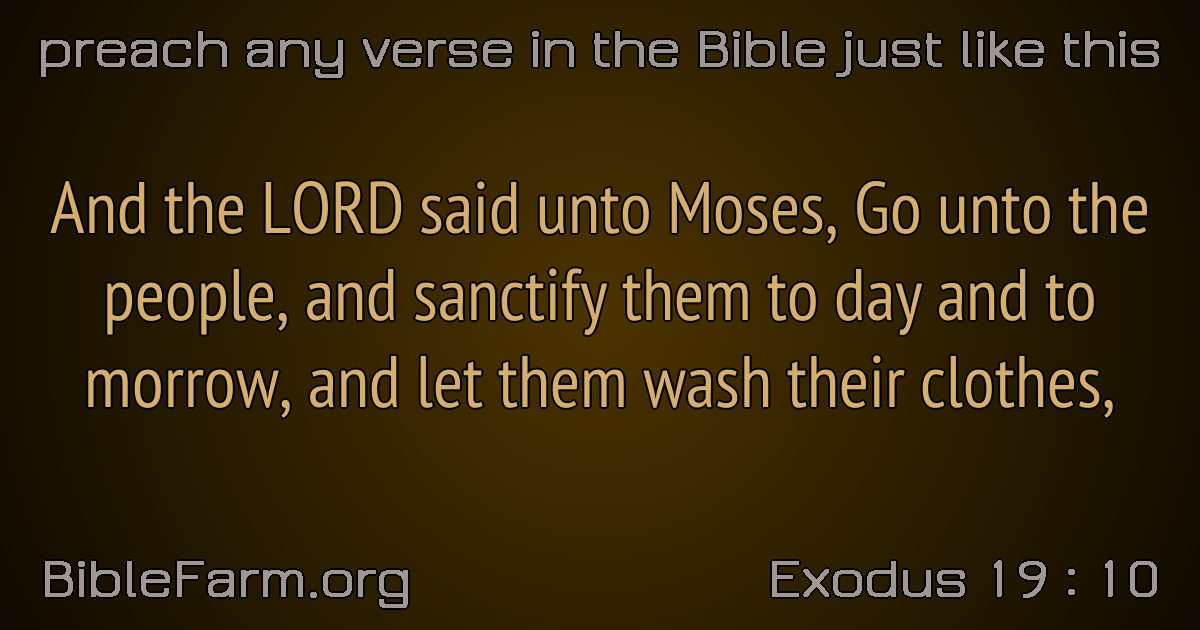 preach any verse in the Bible just like this
And the LORD said unto Moses, Go unto the
people, and sanctify them to day and to
morrow, and let them wash their clothes,
BibleFarm.org
Exodus 19 : 10